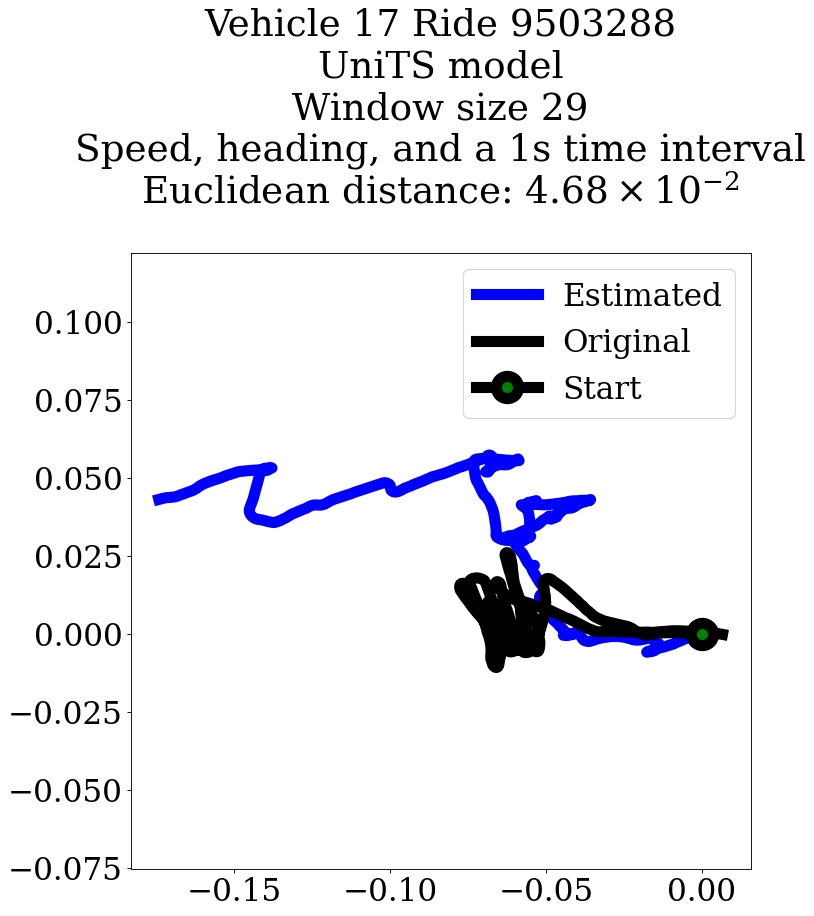 Vehicle 17 Ride 9503288
UniTS model
Window size 29
Speed, heading, and a 1s time interval
Euclidean distance: 4.68 × 10⁻²
Estimated
Original
Start
0.100
0.075
0.050
0.025
0.000
−0.025
−0.050
−0.075
−0.15
−0.10
−0.05
0.00